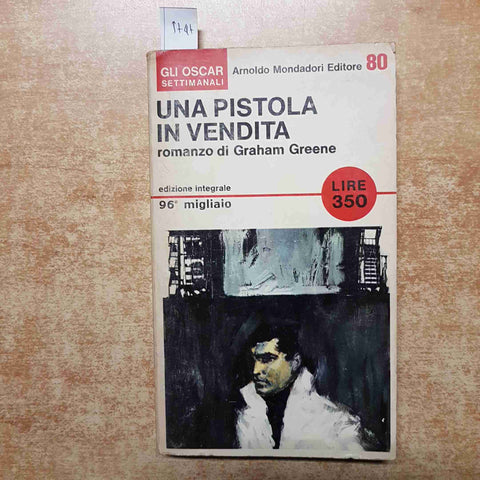 GLI OSCAR
SETTIMANALI
Arnoldo Mondadori Editore 80
UNA PISTOLA
IN VENDITA
romanzo di Graham Greene
edizione integrale
96° migliaio
LIRE
350